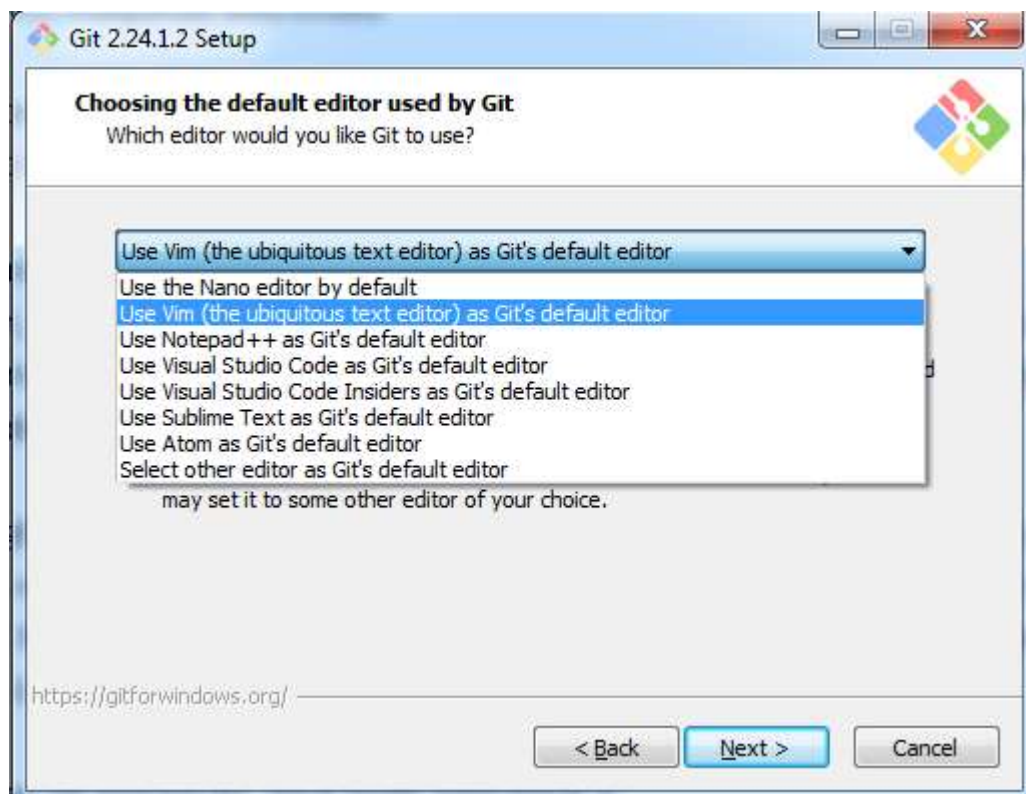 Git 2.24.1.2 Setup
Choosing the default editor used by Git
Which editor would you like Git to use?
Use Vim (the ubiquitous text editor) as Git's default editor
Use the Nano editor by default
Use Vim (the ubiquitous text editor) as Git's default editor
Use Notepad++ as Git's default editor
Use Visual Studio Code as Git's default editor
Use Visual Studio Code Insiders as Git's default editor
Use Sublime Text as Git's default editor
Use Atom as Git's default editor
Select other editor as Git's default editor
may set it to some other editor of your choice.
https://gitforwindows.org/
< Back
Next >
Cancel